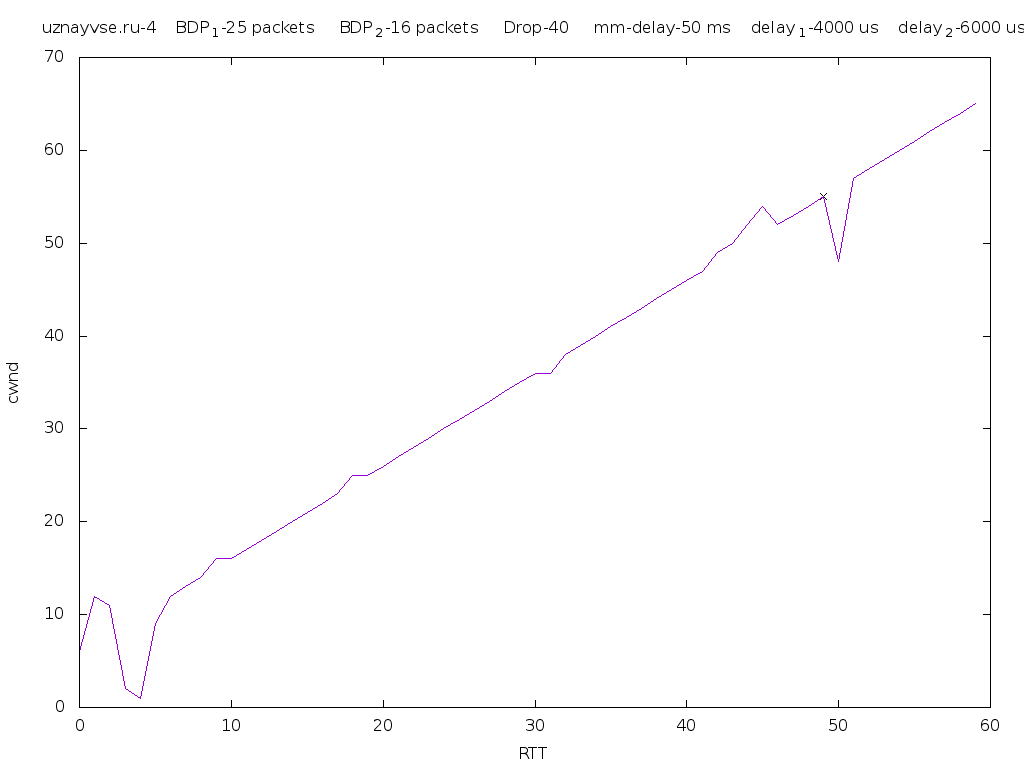 uznayvse.ru-4 BDP1-25 packets BDP2-16 packets Drop-40 mm-delay-50 ms delay1-4000 us delay2-6000 us
70
60
50
40
30
20
10
0
cwnd
0 10 20 30 40 50 60
RTT